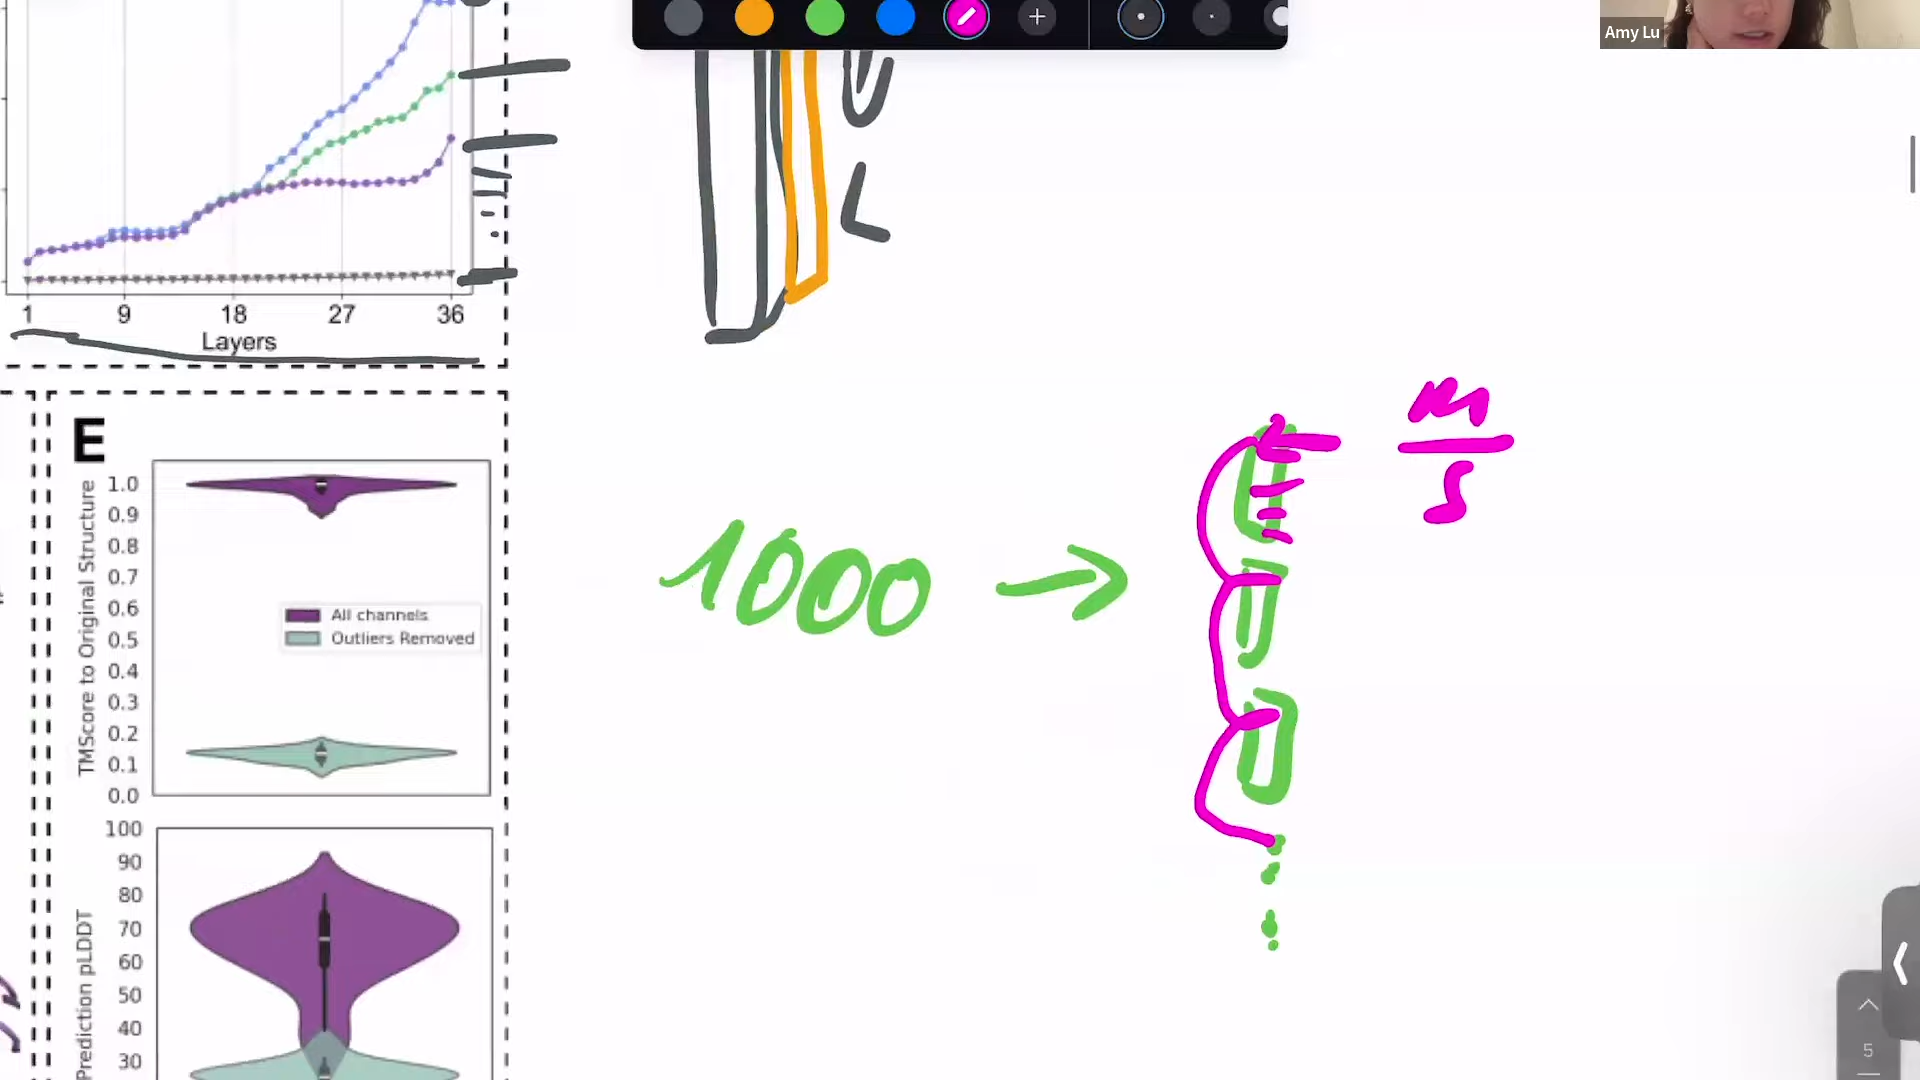 Amy Lu
1 9 18 27 36
Layers
E
TMScore to Original Structure
1.0
0.9
0.8
0.7
0.6
0.5
0.4
0.3
0.2
0.1
0.0
All channels
Outliers Removed
1000 →
m
s
L
Prediction pLDDT
100
90
80
70
60
50
40
30
5